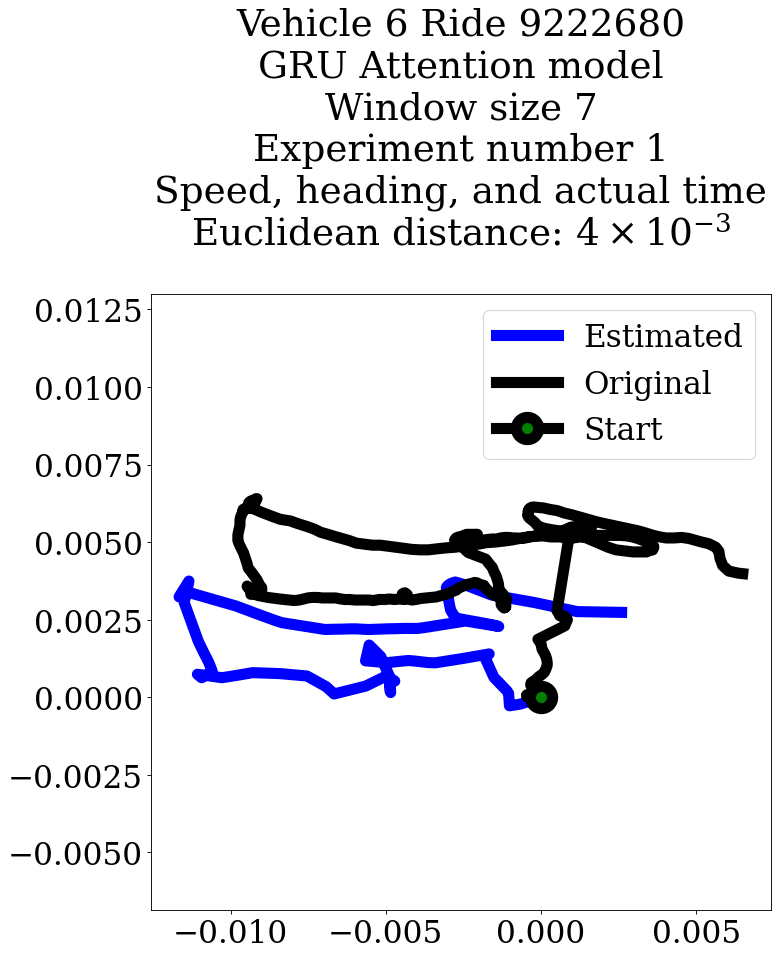 Vehicle 6 Ride 9222680
GRU Attention model
Window size 7
Experiment number 1
Speed, heading, and actual time
Euclidean distance: 4 × 10⁻³
Estimated
Original
Start
0.0125
0.0100
0.0075
0.0050
0.0025
0.0000
−0.0025
−0.0050
−0.010
−0.005
0.000
0.005